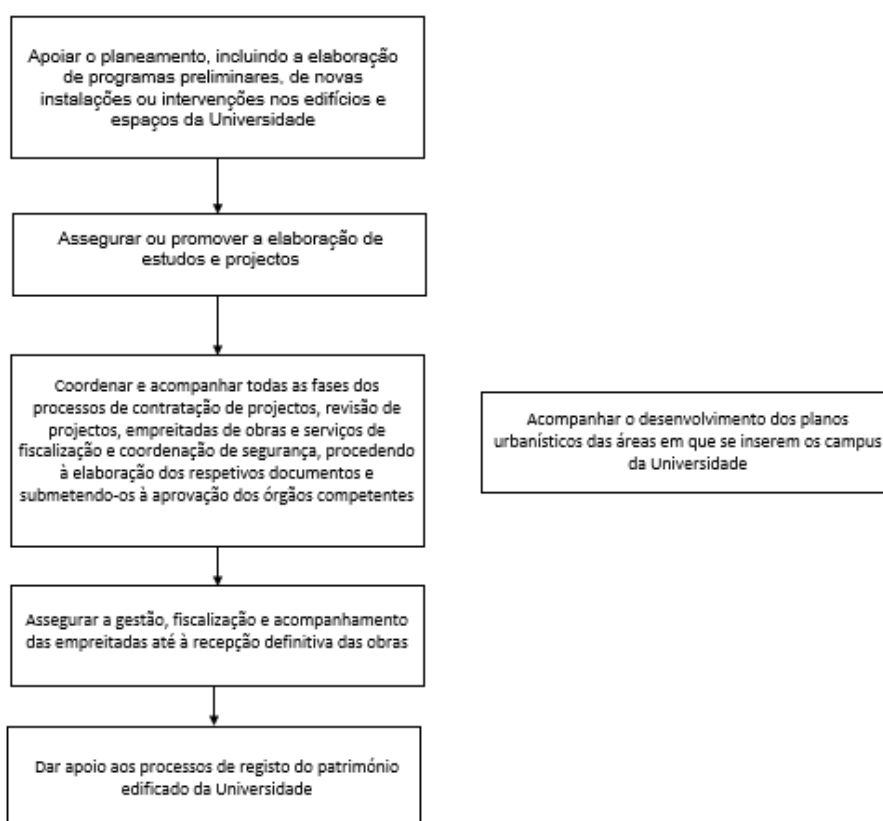 Apoiar o planeamento, incluindo a elaboração
de programas preliminares, de novas
instalações ou intervenções nos edifícios e
espaços da Universidade
Assegurar ou promover a elaboração de
estudos e projectos
Coordenar e acompanhar todas as fases dos
processos de contratação de projectos, revisão de
projectos, empreitadas de obras e serviços de
fiscalização e coordenação de segurança, procedendo
à elaboração dos respetivos documentos e
submetendo-os à aprovação dos órgãos competentes
Acompanhar o desenvolvimento dos planos
urbanísticos das áreas em que se inserem os campus
da Universidade
Assegurar a gestão, fiscalização e acompanhamento
das empreitadas até à recepção definitiva das obras
Dar apoio aos processos de registo do património
edificado da Universidade